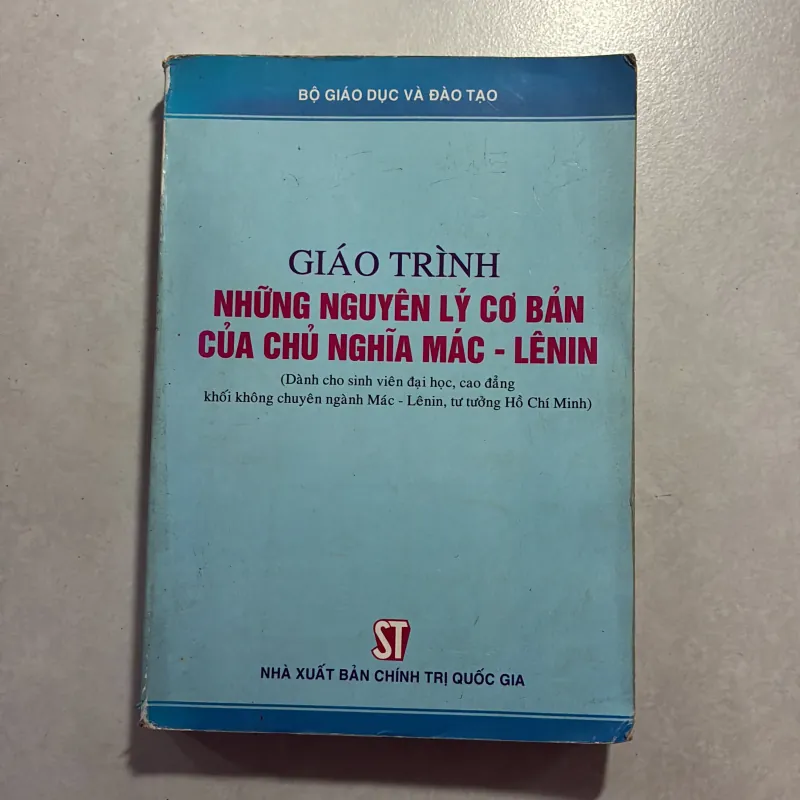 BỘ GIÁO DỤC VÀ ĐÀO TẠO
GIÁO TRÌNH
NHỮNG NGUYÊN LÝ CƠ BẢN
CỦA CHỦ NGHĨA MÁC - LÊNIN
(Dành cho sinh viên đại học, cao đẳng
khối không chuyên ngành Mác - Lênin, tư tưởng Hồ Chí Minh)
ST
NHÀ XUẤT BẢN CHÍNH TRỊ QUỐC GIA